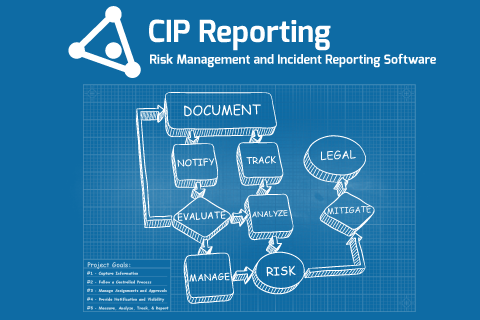 CIP Reporting
Risk Management and Incident Reporting Software
DOCUMENT
NOTIFY
TRACK
LEGAL
EVALUATE
ANALYZE
MITIGATE
MANAGE
RISK
Project Goals:
#1 - Capture Information
#2 - Follow a Controlled Process
#3 - Manage Assignments and Approvals
#4 - Provide Notification and Visibility
#5 - Measure, Analyze, Track, & Report